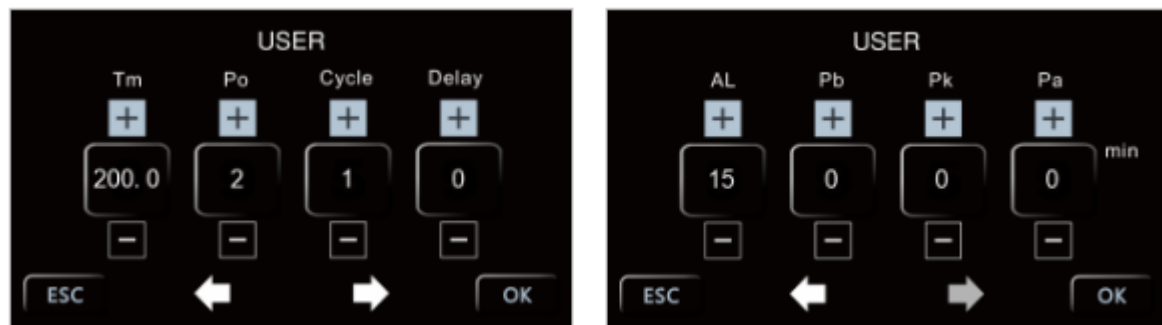 USER
Tm Po Cycle Delay
+ + + +
200.0 2 1 0
− − − −
ESC OK
USER
AL Pb Pk Pa
+ + + +
15 0 0 0 min
− − − −
ESC OK